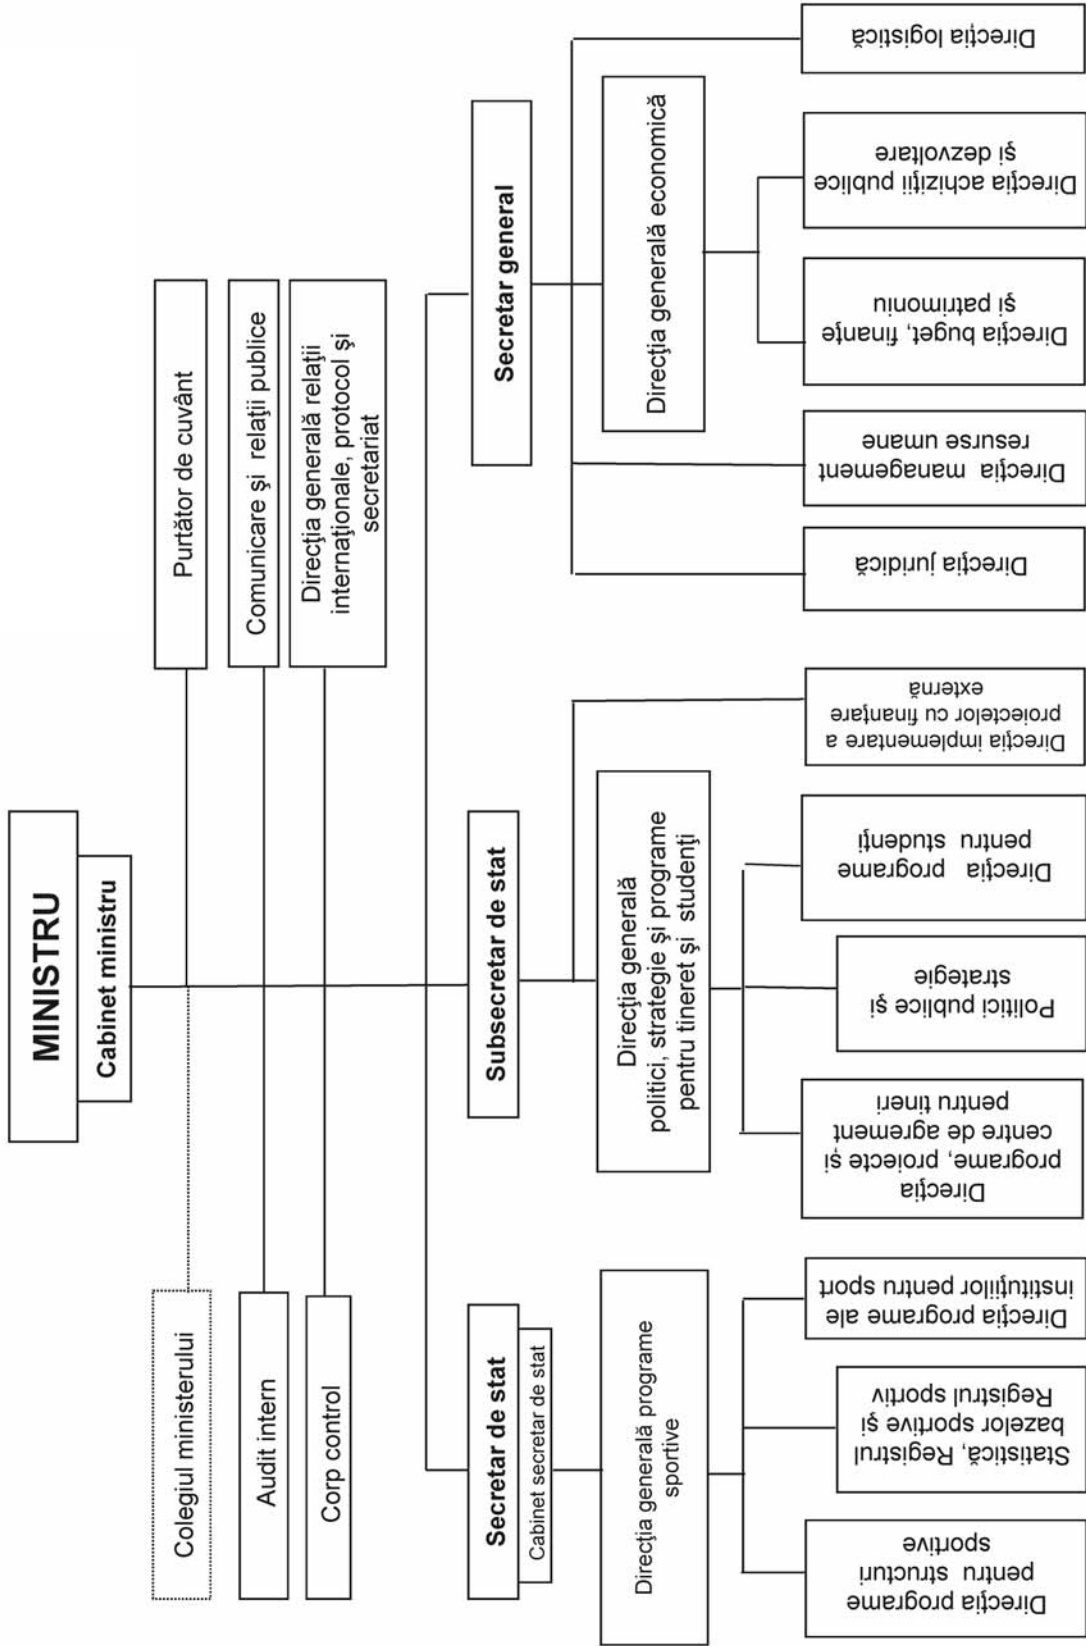 MINISTRU
Cabinet ministru
Colegiul ministerului
Purtător de cuvânt
Audit intern
Comunicare şi relaţii publice
Corp control
Direcţia generală relaţii
internaţionale, protocol şi
secretariat
Secretar de stat
Cabinet secretar de stat
Subsecretar de stat
Secretar general
Direcţia generală programe
sportive
Direcţia generală
politici, strategie şi programe
pentru tineret şi studenţi
Direcţia generală economică
Direcţia programe
pentru structuri
sportive
Statistică, Registrul
bazelor sportive şi
Registrul sportiv
Direcţia programe ale
instituţiilor pentru sport
Direcţia
programe, proiecte şi
centre de agrement
pentru tineri
Politici publice şi
strategie
Direcţia programe
pentru studenţi
Direcţia implementare a
proiectelor cu finanţare
externă
Direcţia juridică
Direcţia management
resurse umane
Direcţia buget, finanţe
şi patrimoniu
Direcţia achiziţii publice
şi dezvoltare
Direcţia logistică